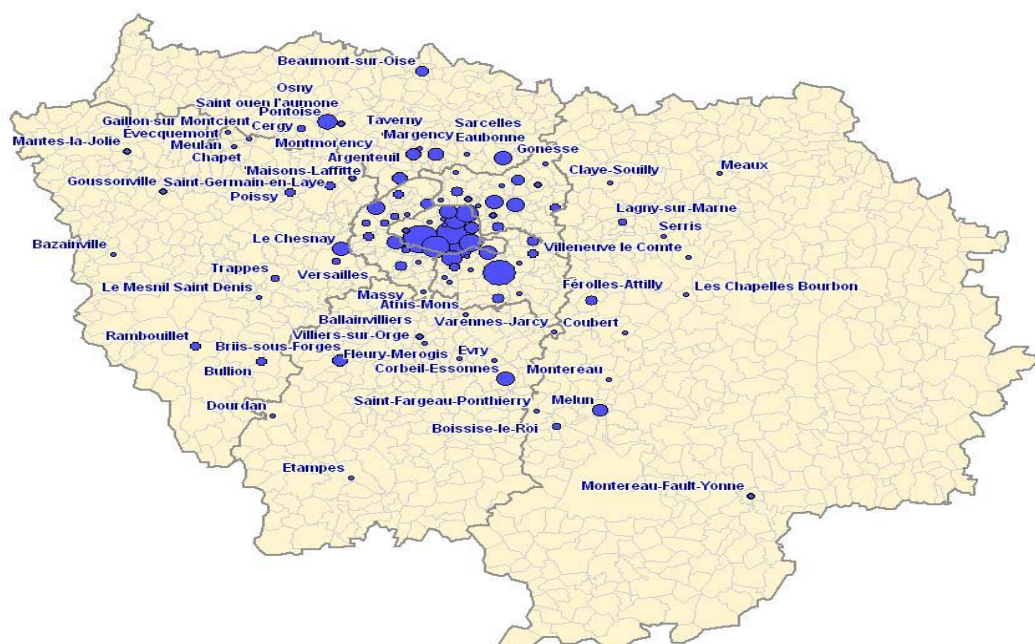 Beaumont-sur-Oise
Osny
Saint ouen l'aumone
Pontoise
Taverny
Sarcelles
Gaillon sur Montcient
Cergy
Margency
Eaubonne
Évecquemont
Mantes-la-Jolie
Meulan
Montmorency
Gonesse
Chapet
Argenteuil
Maisons-Laffitte
Claye-Souilly
Meaux
Goussonville
Saint-Germain-en-Laye
Poissy
Lagny-sur-Marne
Serris
Bazainville
Le Chesnay
Villeneuve le Comte
Trappes
Versailles
Le Mesnil Saint Denis
Massy
Férolles-Attilly
Les Chapelles Bourbon
Athis-Mons
Ballainvilliers
Varennes-Jarcy
Coubert
Rambouillet
Villiers-sur-Orge
Briis-sous-Forges
Fleury-Merogis
Evry
Bullion
Corbeil-Essonnes
Montereau
Saint-Fargeau-Ponthierry
Melun
Dourdan
Boissise-le-Roi
Etampes
Montereau-Fault-Yonne